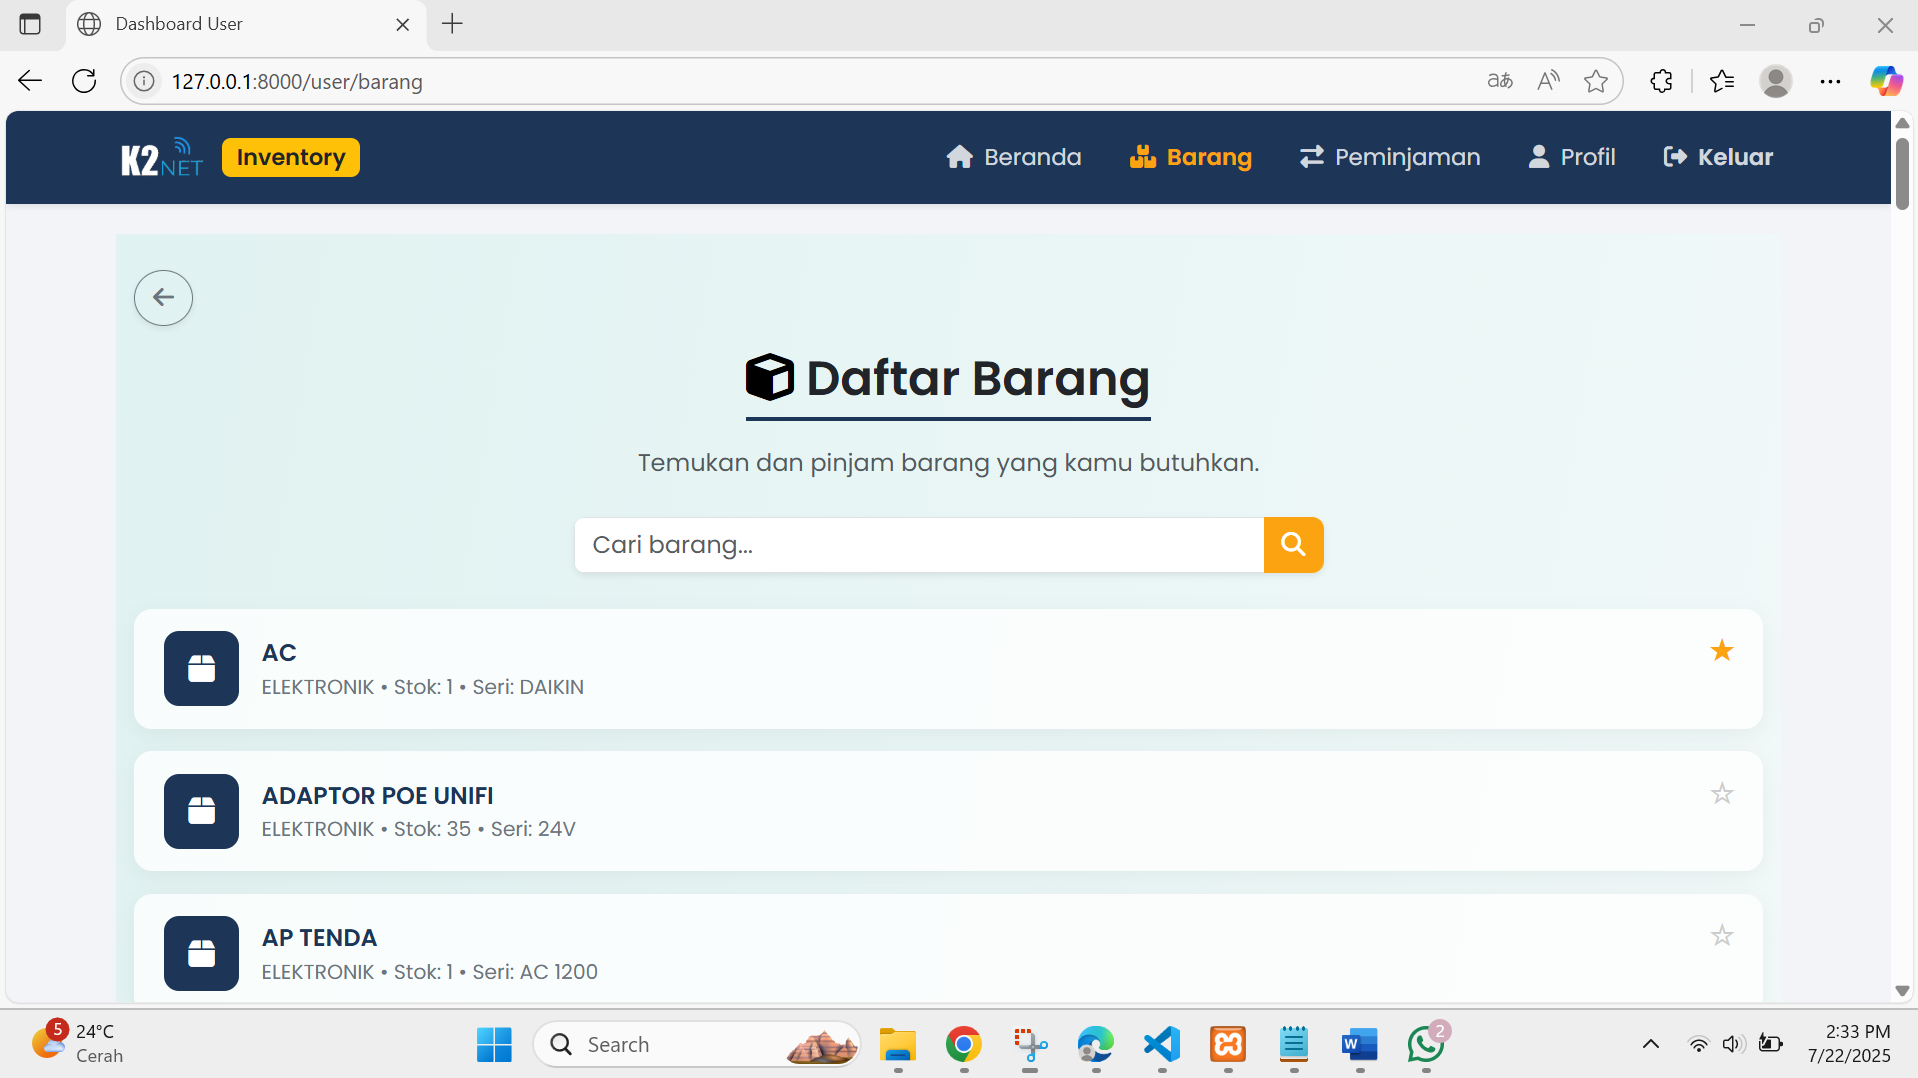 Dashboard User
127.0.0.1:8000/user/barang
K2NET Inventory Beranda Barang Peminjaman Profil Keluar
Daftar Barang
Temukan dan pinjam barang yang kamu butuhkan.
Cari barang...
AC
ELEKTRONIK • Stok: 1 • Seri: DAIKIN
ADAPTOR POE UNIFI
ELEKTRONIK • Stok: 35 • Seri: 24V
AP TENDA
ELEKTRONIK • Stok: 1 • Seri: AC 1200
5
24°C
Cerah
Search
2
2:33 PM
7/22/2025